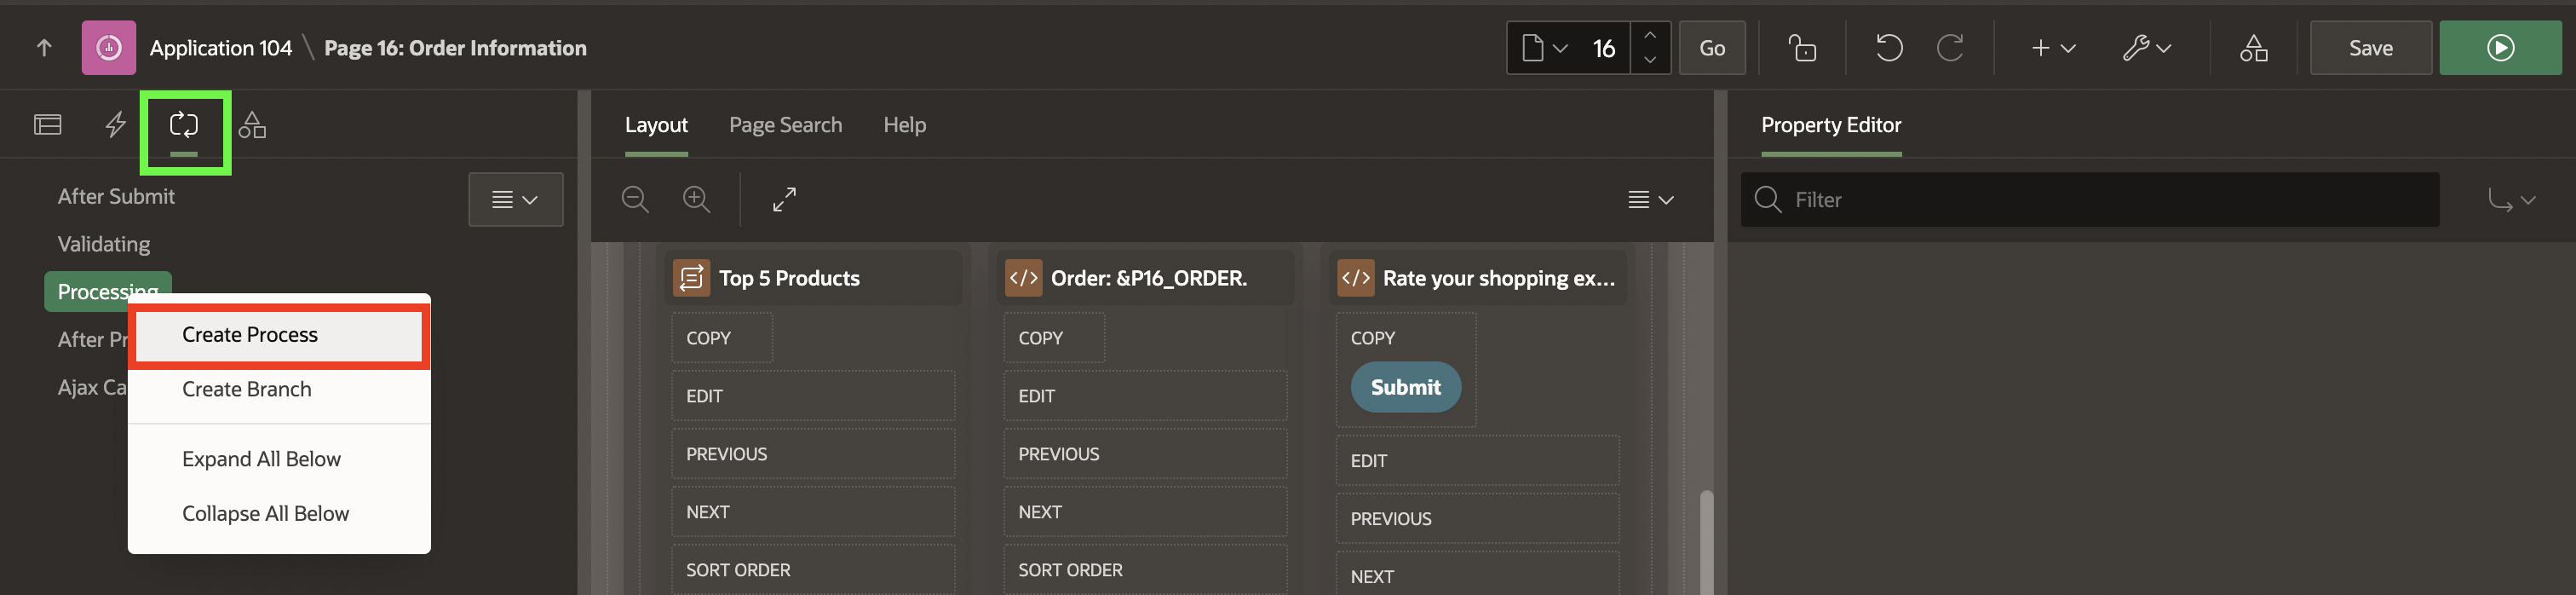 Application 104 \ Page 16: Order Information
16
Go
Save
Layout
Page Search
Help
Property Editor
After Submit
Validating
Processing
After Pr
Ajax Ca
Create Process
Create Branch
Expand All Below
Collapse All Below
Filter
Top 5 Products
COPY
EDIT
PREVIOUS
NEXT
SORT ORDER
Order: &P16_ORDER.
COPY
EDIT
PREVIOUS
NEXT
SORT ORDER
Rate your shopping ex...
COPY
Submit
EDIT
PREVIOUS
NEXT